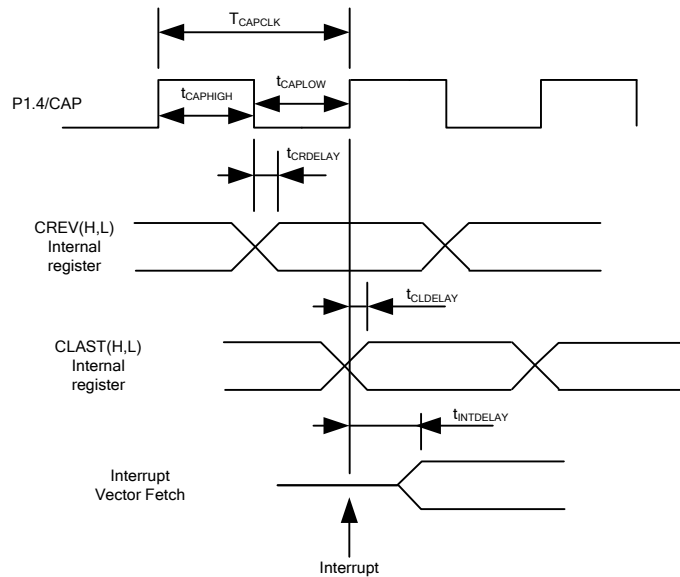 TCAPCLK
tCAPHIGH
tCAPLOW
P1.4/CAP
tCRDELAY
CREV(H,L)
Internal
register
tCLDELAY
CLAST(H,L)
Internal
register
tINTDELAY
Interrupt
Vector Fetch
Interrupt